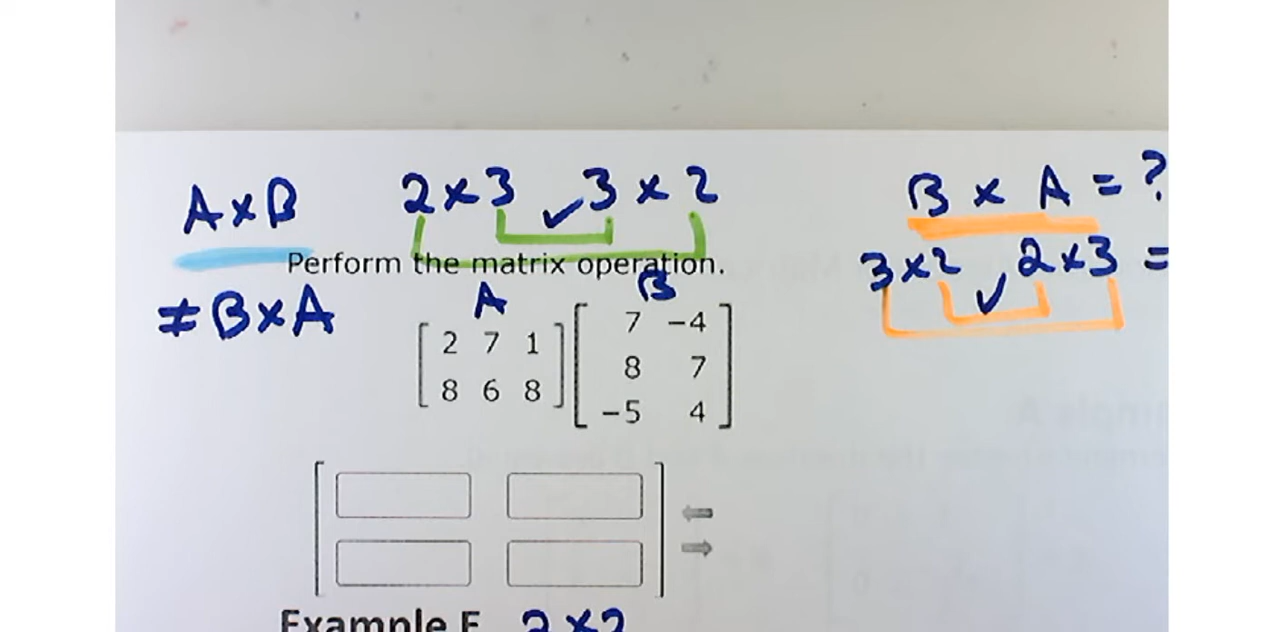 A x B 2 x 3 ✓ 3 x 2 B x A = ?
Perform the matrix operation. 3 x 2 ✓ 2 x 3 =
≠ B x A A B
[ 2 7 1 ] [ 7 -4 ]
[ 8 6 8 ] [ 8 7 ]
[ -5 4 ]
Example E 2 x 2